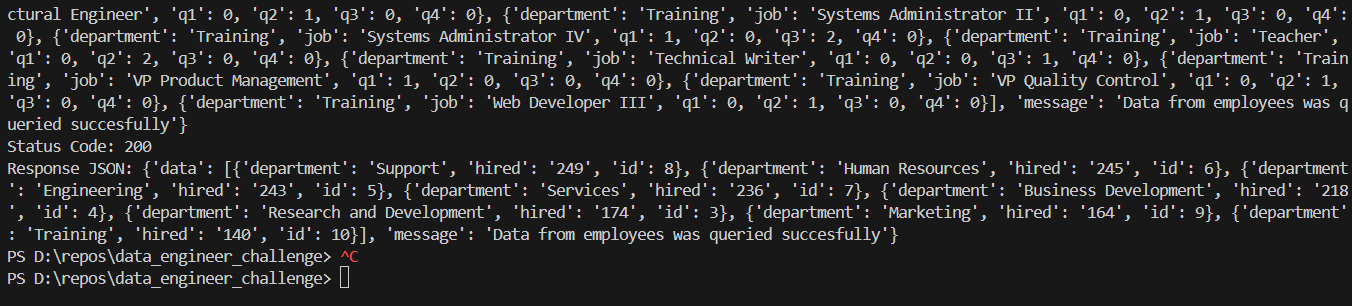 ctural Engineer', 'q1': 0, 'q2': 1, 'q3': 0, 'q4': 0}, {'department': 'Training', 'job': 'Systems Administrator II', 'q1': 0, 'q2': 1, 'q3': 0, 'q4':
 0}, {'department': 'Training', 'job': 'Systems Administrator IV', 'q1': 1, 'q2': 0, 'q3': 2, 'q4': 0}, {'department': 'Training', 'job': 'Teacher',
'q1': 0, 'q2': 2, 'q3': 0, 'q4': 0}, {'department': 'Training', 'job': 'Technical Writer', 'q1': 0, 'q2': 0, 'q3': 1, 'q4': 0}, {'department': 'Train
ing', 'job': 'VP Product Management', 'q1': 1, 'q2': 0, 'q3': 0, 'q4': 0}, {'department': 'Training', 'job': 'VP Quality Control', 'q1': 0, 'q2': 1,
'q3': 0, 'q4': 0}, {'department': 'Training', 'job': 'Web Developer III', 'q1': 0, 'q2': 1, 'q3': 0, 'q4': 0}], 'message': 'Data from employees was q
ueried succesfully'}
Status Code: 200
Response JSON: {'data': [{'department': 'Support', 'hired': '249', 'id': 8}, {'department': 'Human Resources', 'hired': '245', 'id': 6}, {'department
': 'Engineering', 'hired': '243', 'id': 5}, {'department': 'Services', 'hired': '236', 'id': 7}, {'department': 'Business Development', 'hired': '218
', 'id': 4}, {'department': 'Research and Development', 'hired': '174', 'id': 3}, {'department': 'Marketing', 'hired': '164', 'id': 9}, {'department'
: 'Training', 'hired': '140', 'id': 10}], 'message': 'Data from employees was queried succesfully'}
PS D:\repos\data_engineer_challenge> ^C
PS D:\repos\data_engineer_challenge>